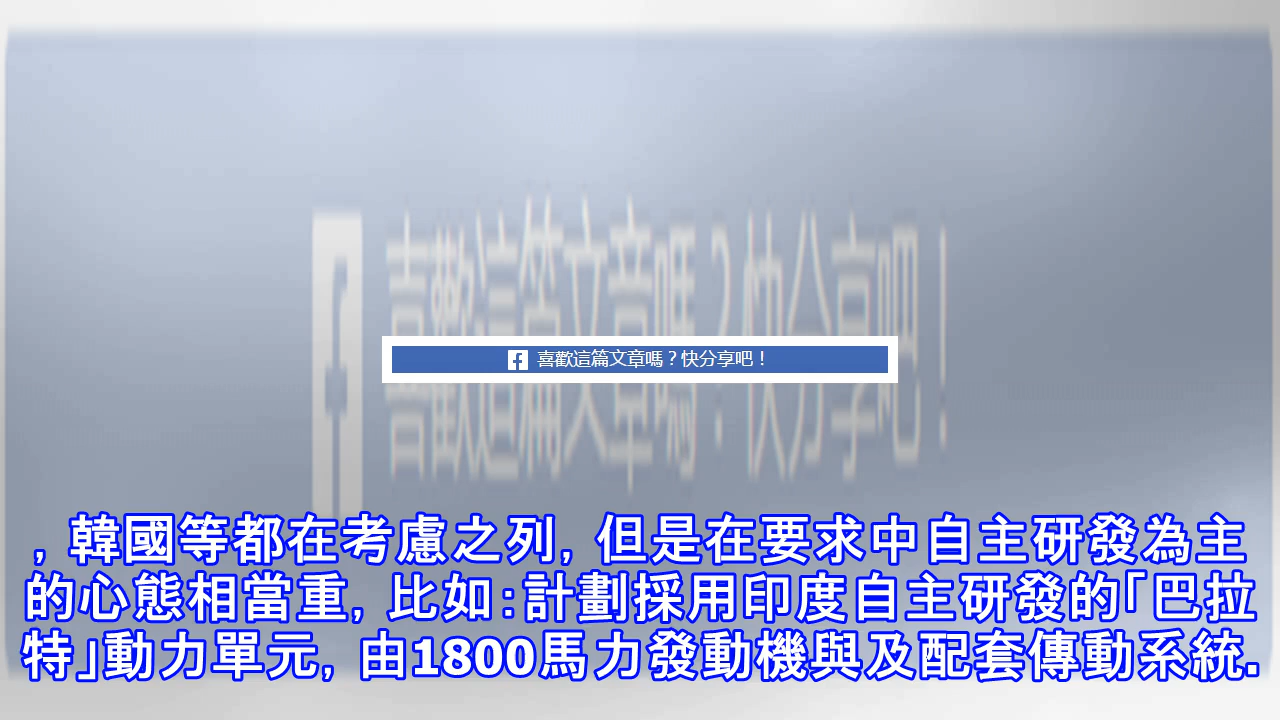 喜歡這篇文章嗎？快分享吧！
喜歡這篇文章嗎？快分享吧！
，韓國等都在考慮之列，但是在要求中自主研發為主
的心態相當重，比如：計劃採用印度自主研發的「巴拉
特」動力單元，由1800馬力發動機與及配套傳動系統.